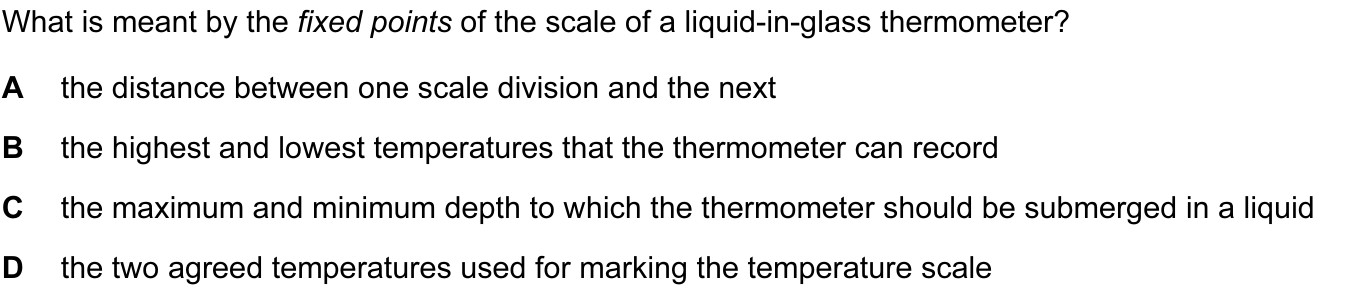 What is meant by the fixed points of the scale of a liquid-in-glass thermometer?
A the distance between one scale division and the next
B the highest and lowest temperatures that the thermometer can record
C the maximum and minimum depth to which the thermometer should be submerged in a liquid
D the two agreed temperatures used for marking the temperature scale